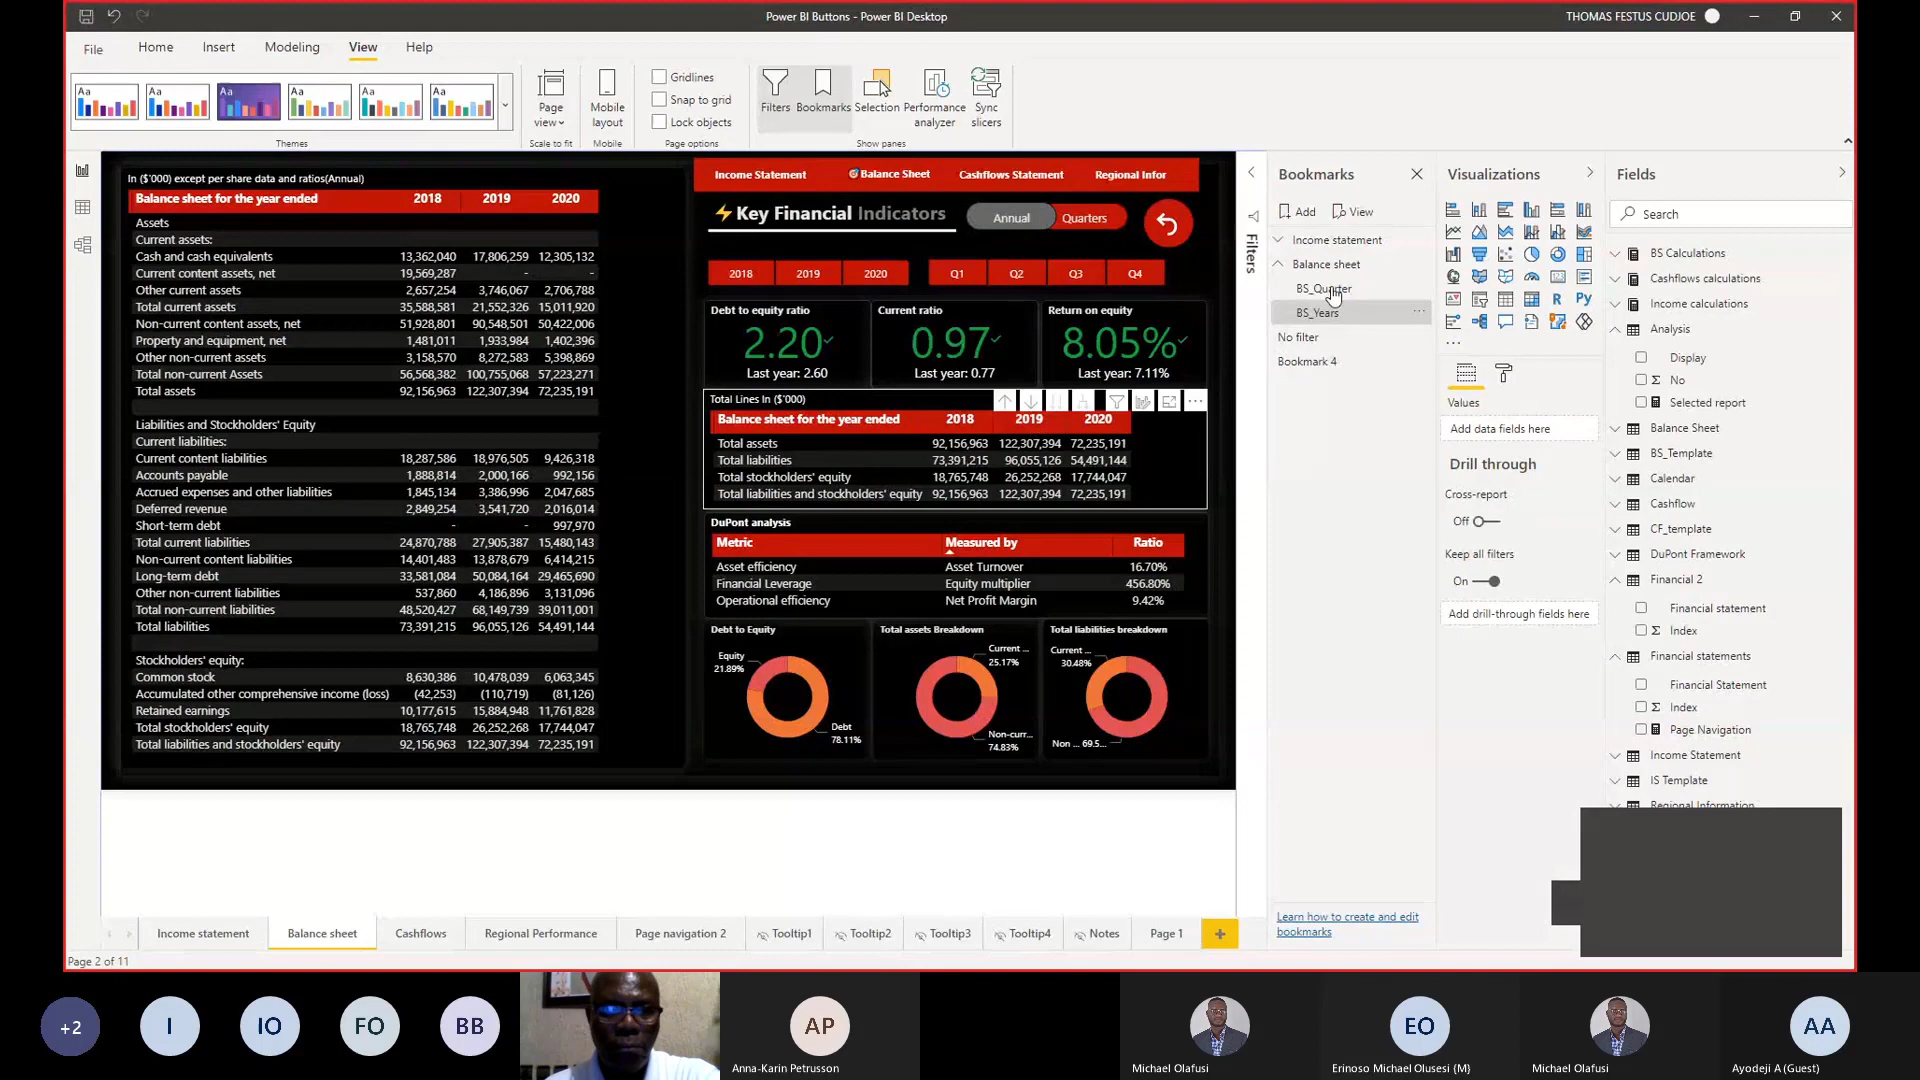 Power BI Buttons - Power BI Desktop
THOMAS FESTUS CUDJOE
File
Home
Insert
Modeling
View
Help
Aa
Aa
Aa
Aa
Aa
Aa
Page view
Mobile layout
Gridlines
Snap to grid
Lock objects
Filters
Bookmarks
Selection
Performance analyzer
Sync slicers
Themes
Scale to fit
Mobile
Page options
Show panes
In ($'000) except per share data and ratios(Annual)
Balance sheet for the year ended 2018 2019 2020
Assets
Current assets:
Cash and cash equivalents 13,362,040 17,806,259 12,305,132
Current content assets, net 19,569,287 - -
Other current assets 2,657,254 3,746,067 2,706,788
Total current assets 35,588,581 21,552,326 15,011,920
Non-current content assets, net 51,928,801 90,548,501 50,422,006
Property and equipment, net 1,481,011 1,933,984 1,402,396
Other non-current assets 3,158,570 8,272,583 5,398,869
Total non-current Assets 56,568,382 100,755,068 57,223,271
Total assets 92,156,963 122,307,394 72,235,191
Liabilities and Stockholders' Equity
Current liabilities:
Current content liabilities 18,287,586 18,976,505 9,426,318
Accounts payable 1,888,814 2,000,166 992,156
Accrued expenses and other liabilities 1,845,134 3,386,996 2,047,685
Deferred revenue 2,849,254 3,541,720 2,016,014
Short-term debt - - 997,970
Total current liabilities 24,870,788 27,905,387 15,480,143
Non-current content liabilities 14,401,483 13,878,679 6,414,215
Long-term debt 33,581,084 50,084,164 29,465,690
Other non-current liabilities 537,860 4,186,896 3,131,096
Total non-current liabilities 48,520,427 68,149,739 39,011,001
Total liabilities 73,391,215 96,055,126 54,491,144
Stockholders' equity:
Common stock 8,630,386 10,478,039 6,063,345
Accumulated other comprehensive income (loss) (42,253) (110,719) (81,126)
Retained earnings 10,177,615 15,884,948 11,761,828
Total stockholders' equity 18,765,748 26,252,268 17,744,047
Total liabilities and stockholders' equity 92,156,963 122,307,394 72,235,191
Income Statement
Balance Sheet
Cashflows Statement
Regional Infor
Key Financial Indicators
Annual
Quarters
2018
2019
2020
Q1
Q2
Q3
Q4
Debt to equity ratio
2.20
Last year: 2.60
Current ratio
0.97
Last year: 0.77
Return on equity
8.05%
Last year: 7.11%
Total Lines In ($'000)
Balance sheet for the year ended 2018 2019 2020
Total assets 92,156,963 122,307,394 72,235,191
Total liabilities 73,391,215 96,055,126 54,491,144
Total stockholders' equity 18,765,748 26,252,268 17,744,047
Total liabilities and stockholders' equity 92,156,963 122,307,394 72,235,191
DuPont analysis
Metric Measured by Ratio
Asset efficiency Asset Turnover 16.70%
Financial Leverage Equity multiplier 456.80%
Operational efficiency Net Profit Margin 9.42%
Debt to Equity
Equity 21.89%
Debt 78.11%
Total assets Breakdown
Current ... 25.17%
Non-curr... 74.83%
Total liabilities breakdown
Current ... 30.48%
Non ... 69.5...
Filters
Bookmarks
Add
View
Income statement
Balance sheet
BS_Quarter
BS_Years
No filter
Bookmark 4
Learn how to create and edit
bookmarks
Visualizations
R
Py
Values
Add data fields here
Drill through
Cross-report
Off
Keep all filters
On
Add drill-through fields here
Fields
Search
BS Calculations
Cashflows calculations
Income calculations
Analysis
Display
No
Selected report
Balance Sheet
BS_Template
Calendar
Cashflow
CF_template
DuPont Framework
Financial 2
Financial statement
Index
Financial statements
Financial Statement
Index
Page Navigation
Income Statement
IS Template
Regional Information
Income statement
Balance sheet
Cashflows
Regional Performance
Page navigation 2
Tooltip1
Tooltip2
Tooltip3
Tooltip4
Notes
Page 1
+
Page 2 of 11
+2
I
IO
FO
BB
AP
Anna-Karin Petrusson
Michael Olafusi
EO
Erinoso Michael Olusesi (M)
Michael Olafusi
AA
Ayodeji A (Guest)